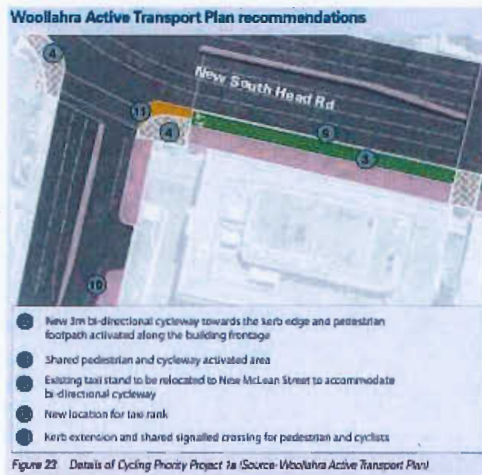 Woollahra Active Transport Plan recommendations
4
New South Head Rd
11
4
3
10
New 3m bi-directional cycleway towards the kerb edge and pedestrian
footpath activated along the building frontage
Shared pedestrian and cycleway activated area
Existing taxi stand to be relocated to New McLean Street to accommodate
bi-directional cycleway
New location for taxi rank
Kerb extension and shared signalled crossing for pedestrian and cyclists
Figure 23 Details of Cycling Priority Project 1a (Source: Woollahra Active Transport Plan)